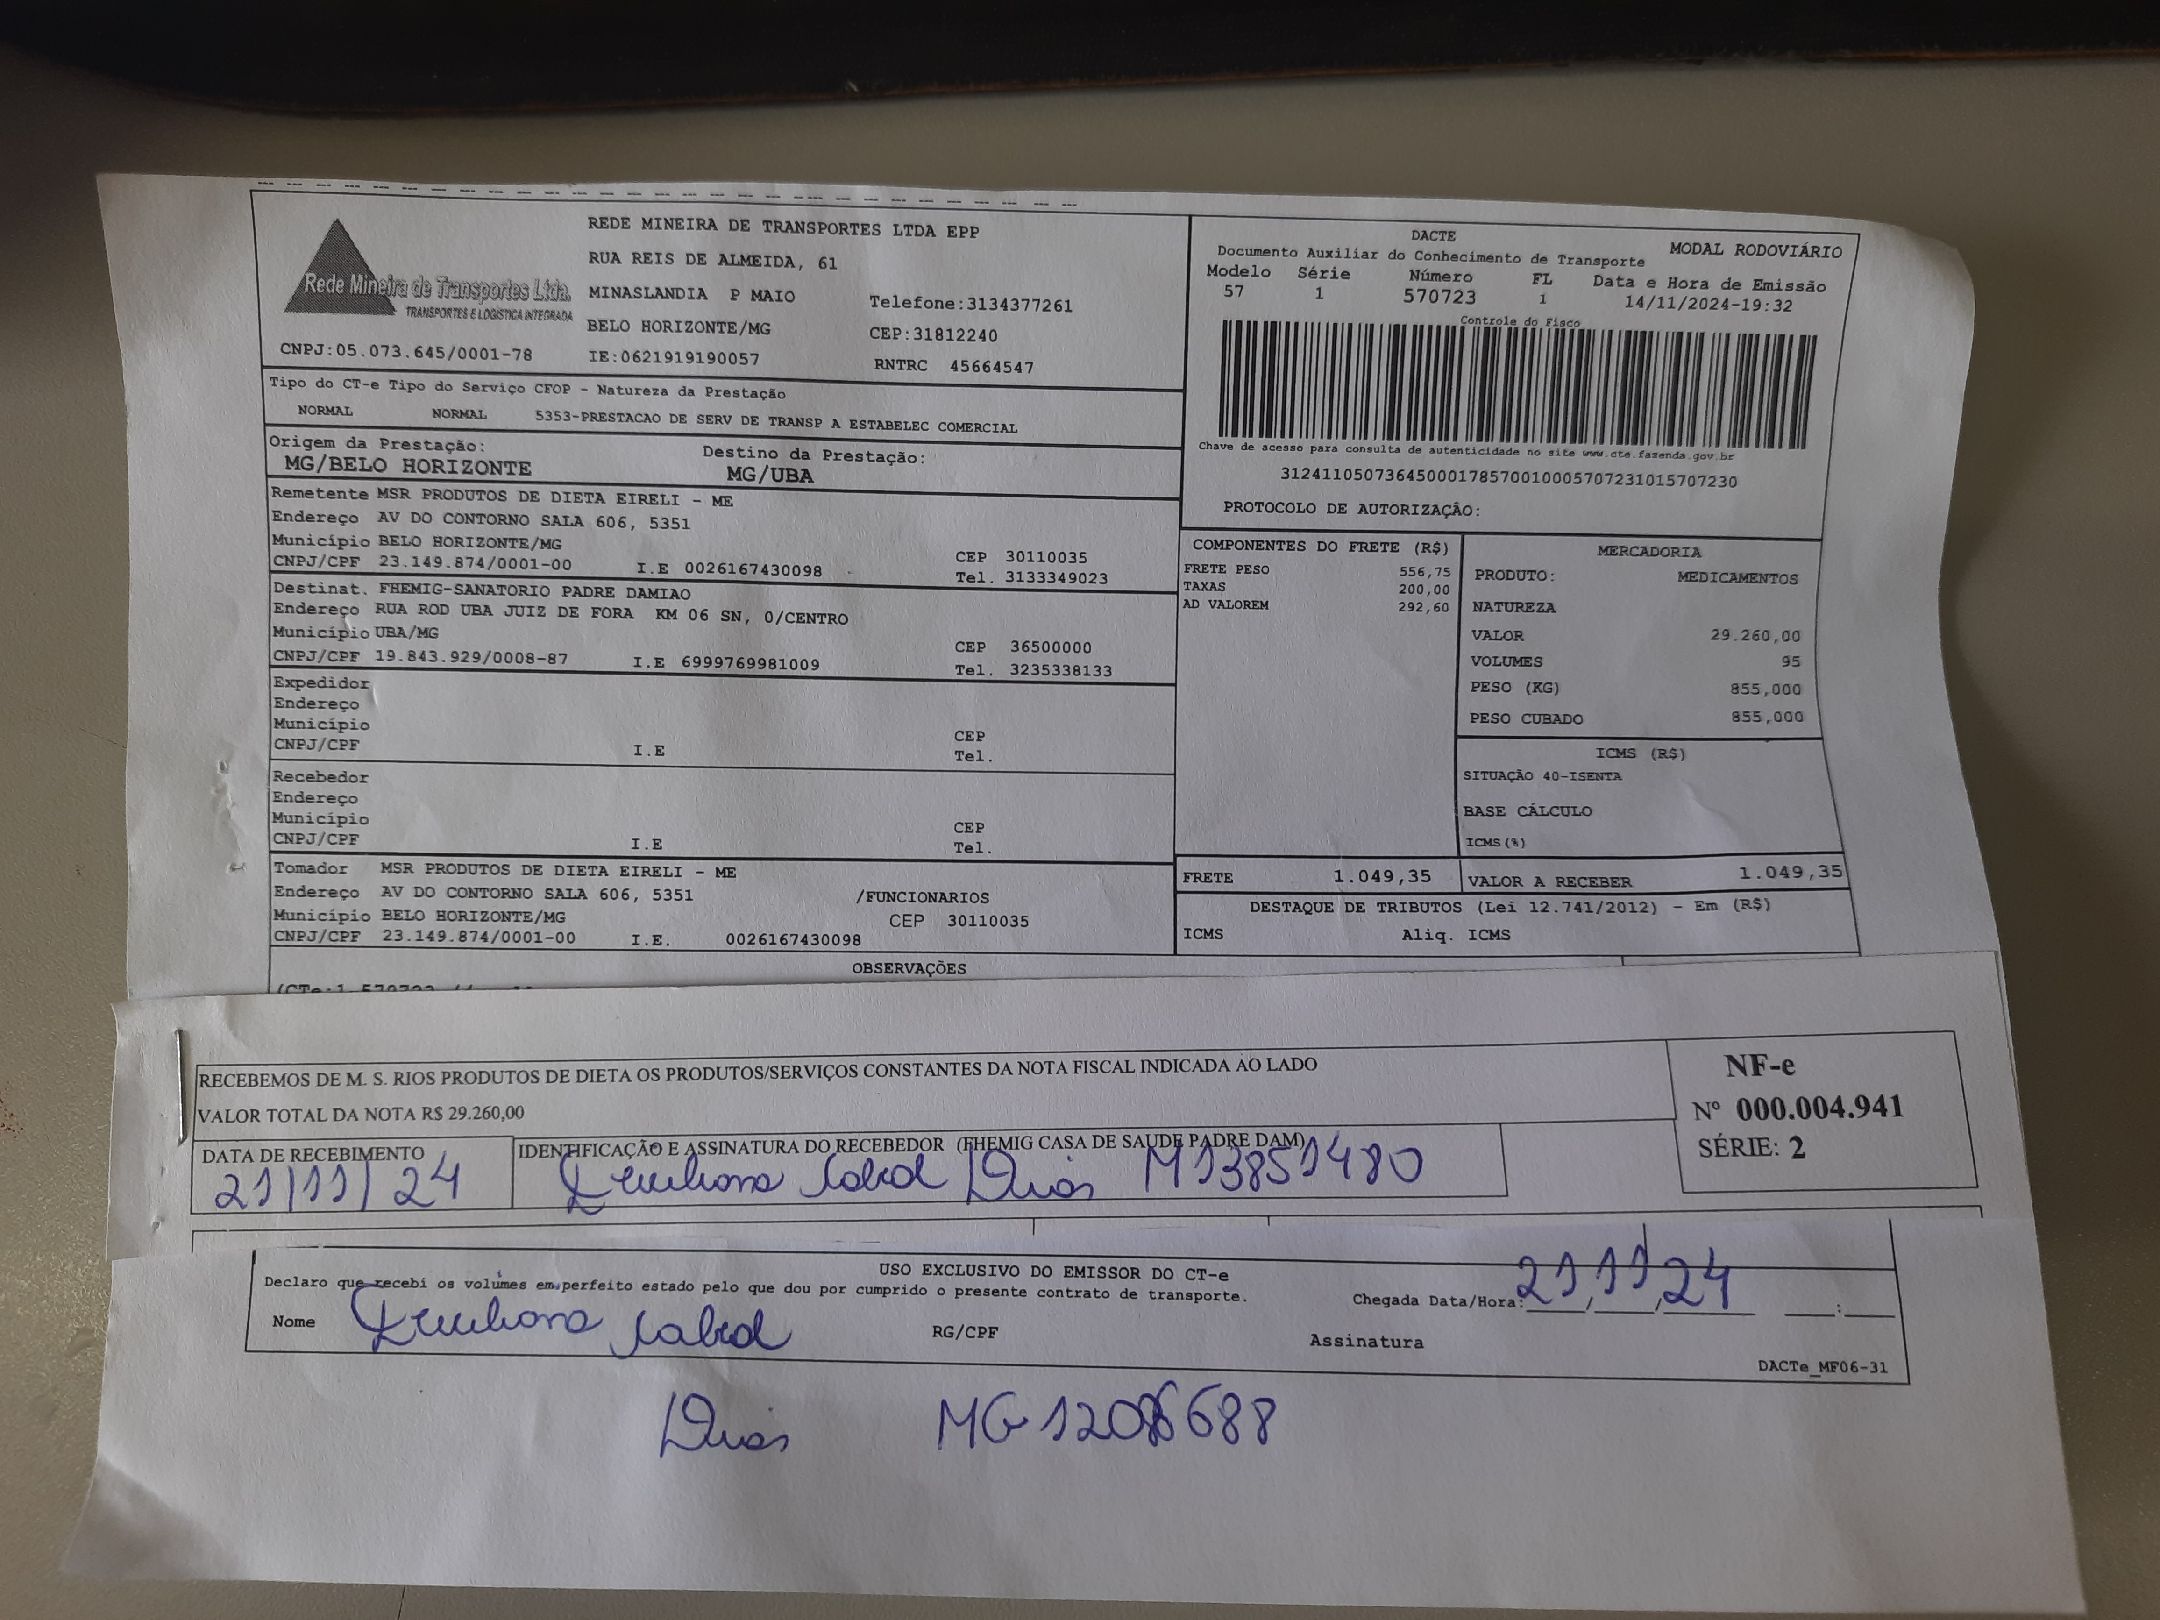 Rede Mineira de Transportes Ltda.
TRANSPORTES E LOGISTICA INTEGRADA
CNPJ:05.073.645/0001-78
REDE MINEIRA DE TRANSPORTES LTDA EPP
RUA REIS DE ALMEIDA, 61
MINASLANDIA P MAIO Telefone:3134377261
BELO HORIZONTE/MG CEP:31812240
IE:0621919190057 RNTRC 45664547
DACTE MODAL RODOVIÁRIO
Documento Auxiliar do Conhecimento de Transporte
Modelo Série Número FL Data e Hora de Emissão
57 1 570723 1 14/11/2024-19:32
Controle do Fisco
Chave de acesso para consulta de autenticidade no site www.cte.fazenda.gov.br
31241105073645000178570010005707231015707230
PROTOCOLO DE AUTORIZAÇÃO:
Tipo do CT-e Tipo do Serviço CFOP - Natureza da Prestação
NORMAL NORMAL 5353-PRESTACAO DE SERV DE TRANSP A ESTABELEC COMERCIAL
Origem da Prestação: Destino da Prestação:
MG/BELO HORIZONTE MG/UBA
Remetente MSR PRODUTOS DE DIETA EIRELI - ME
Endereço AV DO CONTORNO SALA 606, 5351
Município BELO HORIZONTE/MG CEP 30110035
CNPJ/CPF 23.149.874/0001-00 I.E 0026167430098 Tel. 3133349023
Destinat. FHEMIG-SANATORIO PADRE DAMIAO
Endereço RUA ROD UBA JUIZ DE FORA KM 06 SN, 0/CENTRO
Município UBA/MG CEP 36500000
CNPJ/CPF 19.843.929/0008-87 I.E 6999769981009 Tel. 3235338133
Expedidor
Endereço
Município CEP
CNPJ/CPF I.E Tel.
Recebedor
Endereço
Município CEP
CNPJ/CPF I.E Tel.
Tomador MSR PRODUTOS DE DIETA EIRELI - ME
Endereço AV DO CONTORNO SALA 606, 5351 /FUNCIONARIOS
Município BELO HORIZONTE/MG CEP 30110035
CNPJ/CPF 23.149.874/0001-00 I.E. 0026167430098
COMPONENTES DO FRETE (R$)
FRETE PESO 556,75
TAXAS 200,00
AD VALOREM 292,60
MERCADORIA
PRODUTO: MEDICAMENTOS
NATUREZA
VALOR 29.260,00
VOLUMES 95
PESO (KG) 855,000
PESO CUBADO 855,000
ICMS (R$)
SITUAÇÃO 40-ISENTA
BASE CÁLCULO
ICMS(%)
FRETE 1.049,35 VALOR A RECEBER 1.049,35
DESTAQUE DE TRIBUTOS (Lei 12.741/2012) - Em (R$)
ICMS Aliq. ICMS
OBSERVAÇÕES
(CTe:1 570723
RECEBEMOS DE M. S. RIOS PRODUTOS DE DIETA OS PRODUTOS/SERVIÇOS CONSTANTES DA NOTA FISCAL INDICADA AO LADO
VALOR TOTAL DA NOTA R$ 29.260,00
NF-e
Nº 000.004.941
SÉRIE: 2
DATA DE RECEBIMENTO IDENTIFICAÇÃO E ASSINATURA DO RECEBEDOR (FHEMIG CASA DE SAUDE PADRE DAM)
21/11/24 Cabral Dias M13851480
USO EXCLUSIVO DO EMISSOR DO CT-e
Declaro que recebi os volumes em perfeito estado pelo que dou por cumprido o presente contrato de transporte.
Chegada Data/Hora: 21/11/24 __:__
Nome Cabral RG/CPF Assinatura
DACTe_MF06-31
Dias